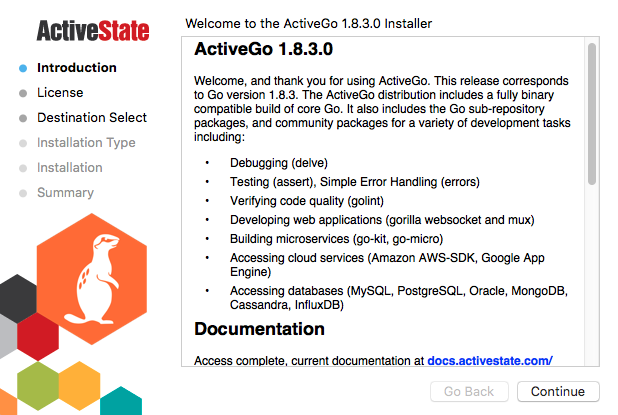 ActiveState
Welcome to the ActiveGo 1.8.3.0 Installer
Introduction
License
Destination Select
Installation Type
Installation
Summary
ActiveGo 1.8.3.0
Welcome, and thank you for using ActiveGo. This release corresponds
to Go version 1.8.3. The ActiveGo distribution includes a fully binary
compatible build of core Go. It also includes the Go sub-repository
packages, and community packages for a variety of development tasks
including:
• Debugging (delve)
• Testing (assert), Simple Error Handling (errors)
• Verifying code quality (golint)
• Developing web applications (gorilla websocket and mux)
• Building microservices (go-kit, go-micro)
• Accessing cloud services (Amazon AWS-SDK, Google App
Engine)
• Accessing databases (MySQL, PostgreSQL, Oracle, MongoDB,
Cassandra, InfluxDB)
Documentation
Access complete, current documentation at docs.activestate.com/
Go Back
Continue